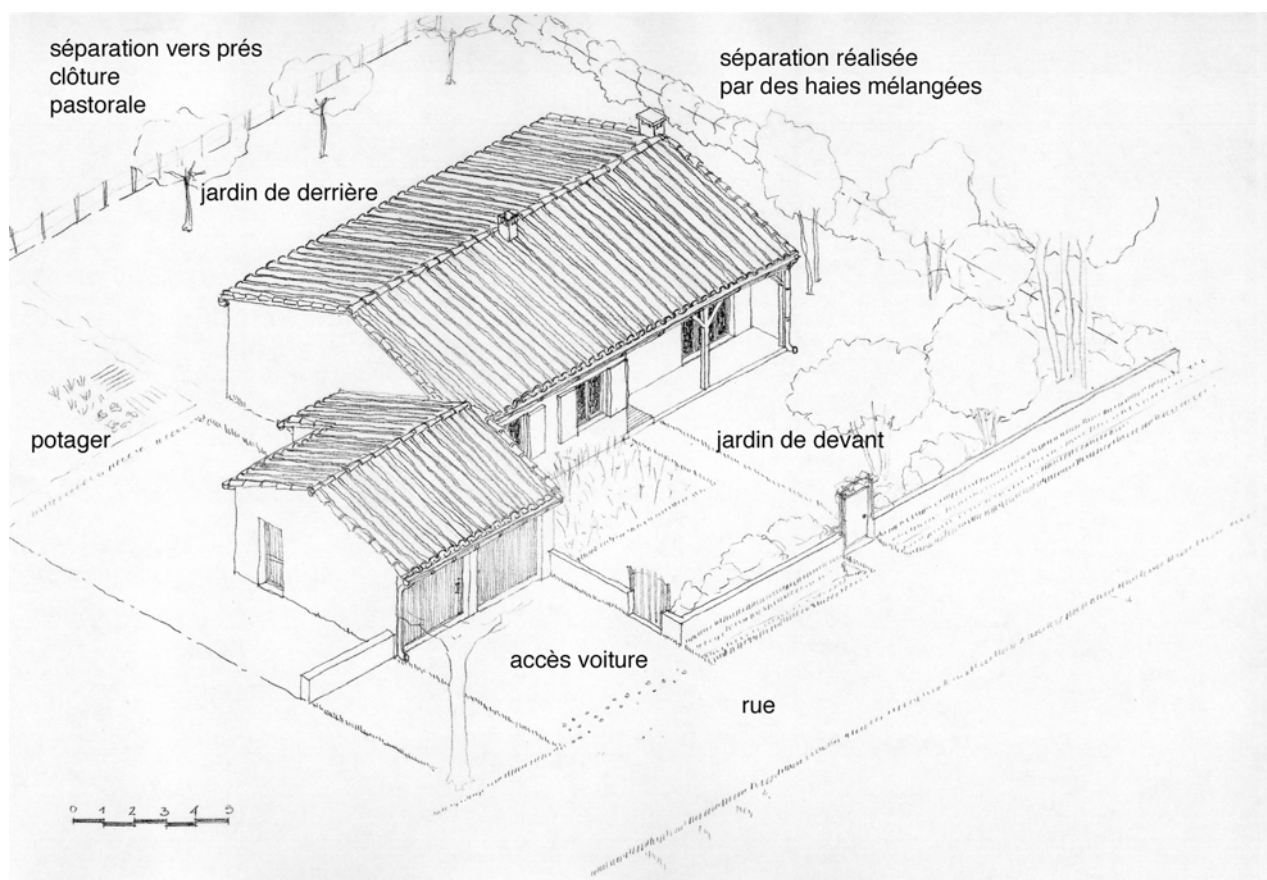 séparation vers prés
clôture
pastorale
séparation réalisée
par des haies mélangées
jardin de derrière
potager
jardin de devant
accès voiture
rue
0 1 2 3 4 5